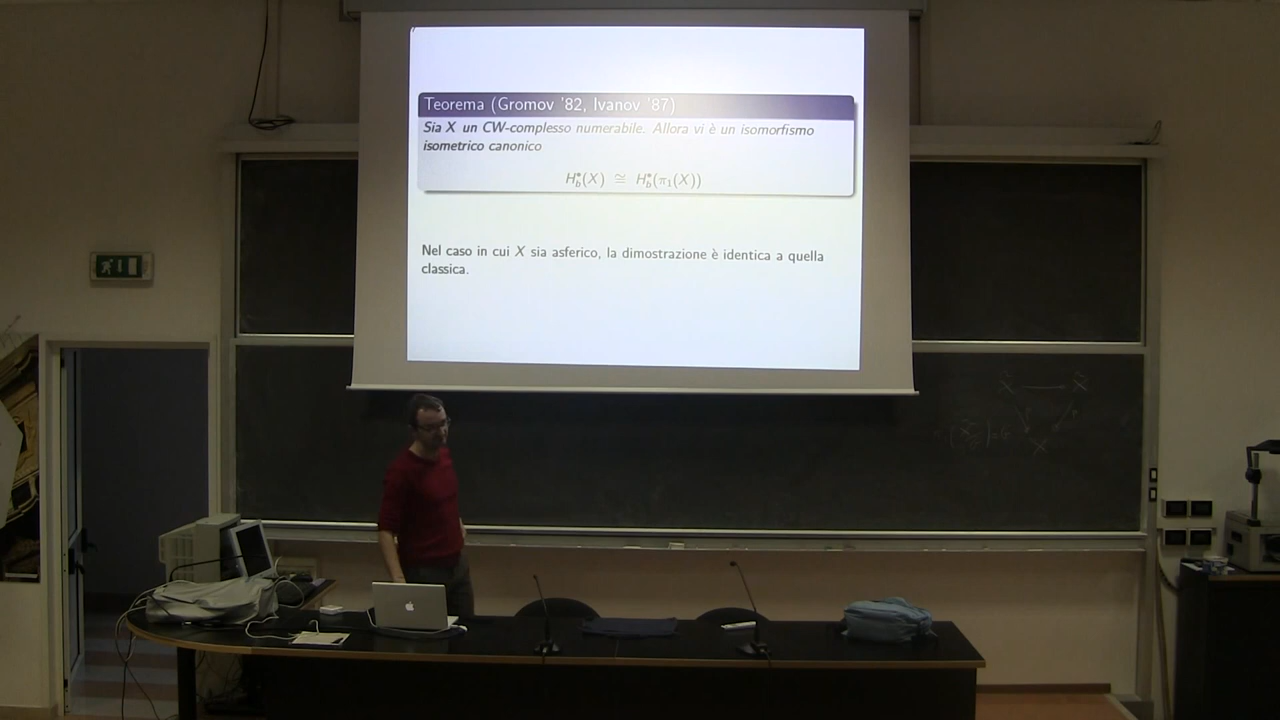 Teorema (Gromov '82, Ivanov '87)
Sia X un CW-complesso numerabile. Allora vi è un isomorfismo
isometrico canonico
H*b(X) ≅ H*b(π1(X))
Nel caso in cui X sia asferico, la dimostrazione è identica a quella
classica.
X̃ X̃
X